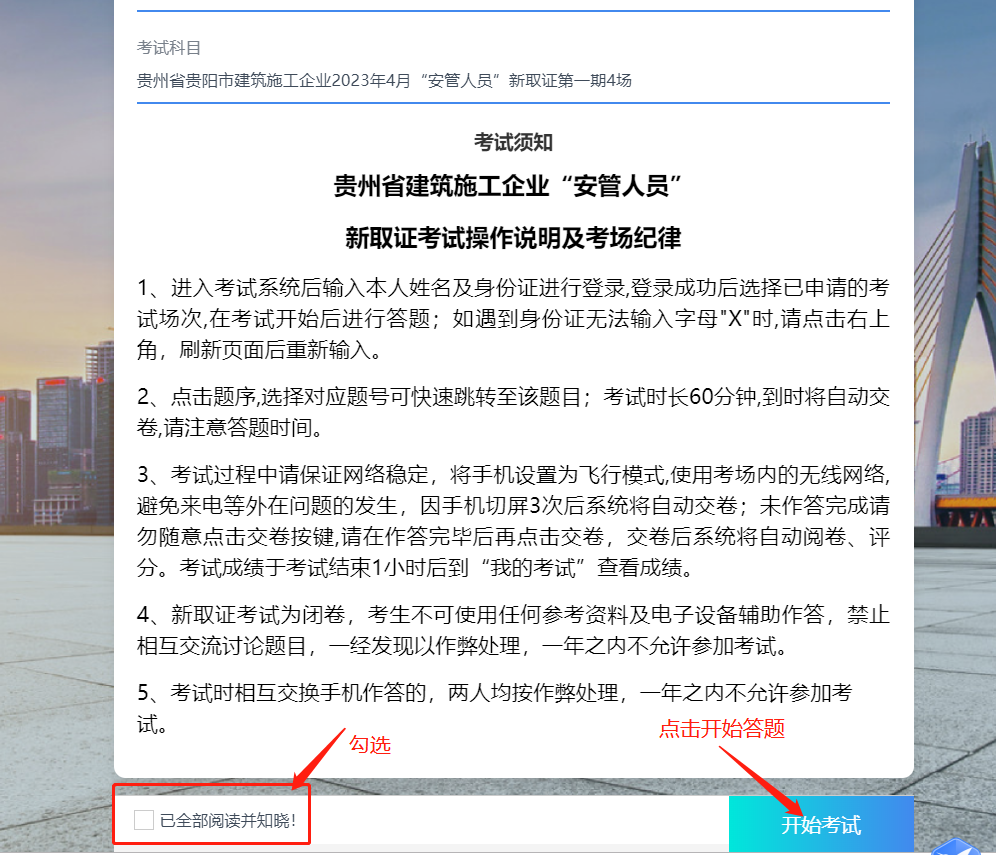 考试科目
贵州省贵阳市建筑施工企业2023年4月“安管人员”新取证第一期4场
考试须知
贵州省建筑施工企业“安管人员”
新取证考试操作说明及考场纪律
1、进入考试系统后输入本人姓名及身份证进行登录,登录成功后选择已申请的考
试场次,在考试开始后进行答题；如遇到身份证无法输入字母"X"时,请点击右上
角，刷新页面后重新输入。
2、点击题序,选择对应题号可快速跳转至该题目；考试时长60分钟,到时将自动交
卷,请注意答题时间。
3、考试过程中请保证网络稳定，将手机设置为飞行模式,使用考场内的无线网络,
避免来电等外在问题的发生，因手机切屏3次后系统将自动交卷；未作答完成请
勿随意点击交卷按键,请在作答完毕后再点击交卷，交卷后系统将自动阅卷、评
分。考试成绩于考试结束1小时后到“我的考试”查看成绩。
4、新取证考试为闭卷，考生不可使用任何参考资料及电子设备辅助作答，禁止
相互交流讨论题目，一经发现以作弊处理，一年之内不允许参加考试。
5、考试时相互交换手机作答的，两人均按作弊处理，一年之内不允许参加考
试。
勾选
点击开始答题
已全部阅读并知晓!
开始考试